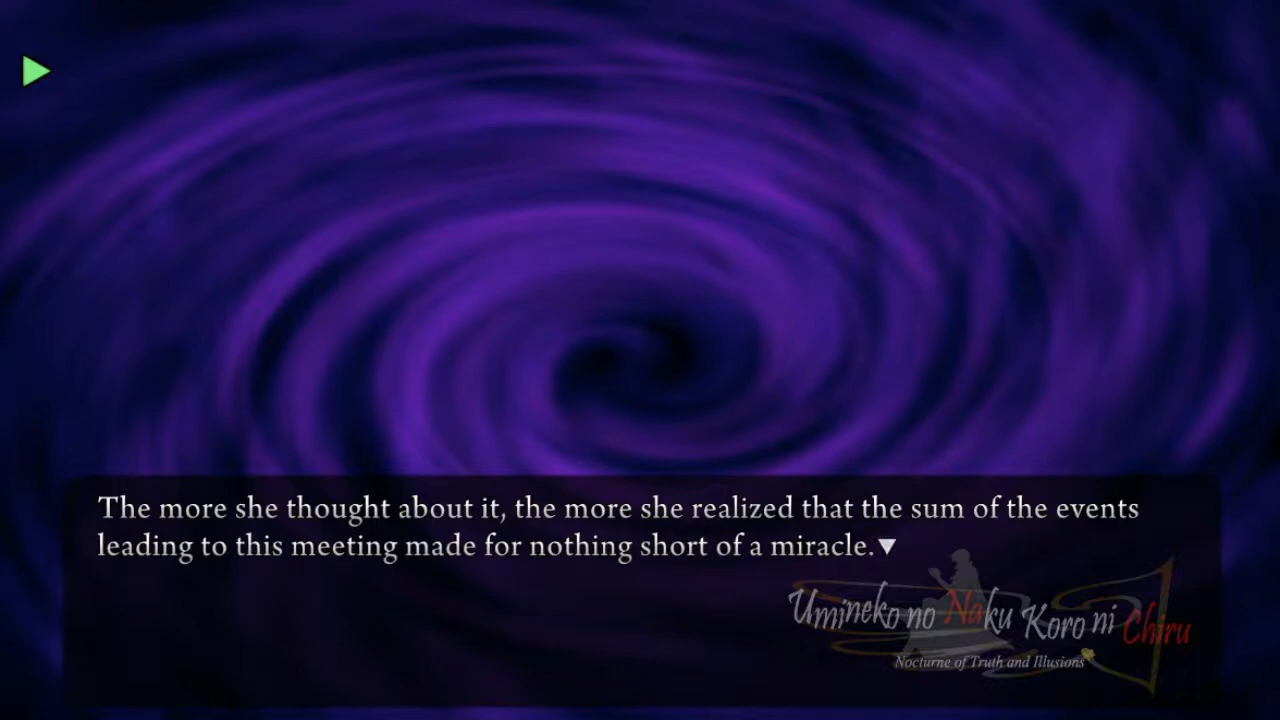 The more she thought about it, the more she realized that the sum of the events
leading to this meeting made for nothing short of a miracle.
Umineko no Naku Koro ni Chiru
Nocturne of Truth and Illusions